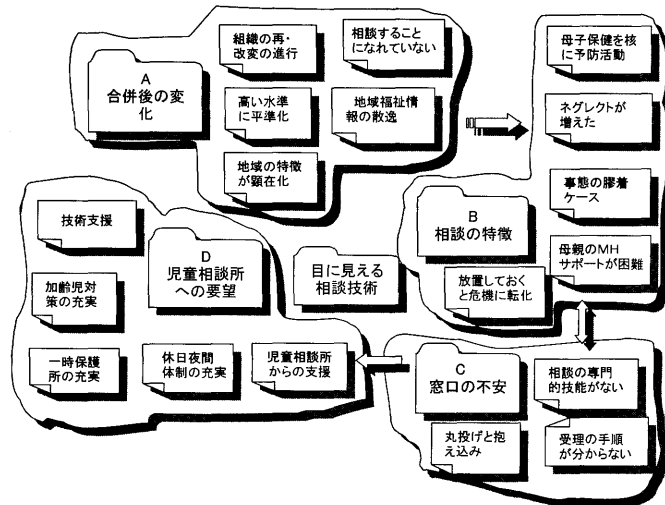 A
合併後の変
化
組織の再・
改変の進行
相談すること
になれていない
高い水準
に平準化
地域福祉情
報の散逸
地域の特徴
が顕在化
母子保健を核
に予防活動
ネグレクトが
増えた
事態の膠着
ケース
母親のMH
サポートが困難
B
相談の特徴
放置しておく
と危機に転化
目に見える
相談技術
技術支援
D
児童相談所
への要望
加齢児対
策の充実
一時保護
所の充実
休日夜間
体制の充実
児童相談所
からの支援
C
窓口の不安
相談の専門
的技能がない
丸投げと抱
え込み
受理の手順
が分からない